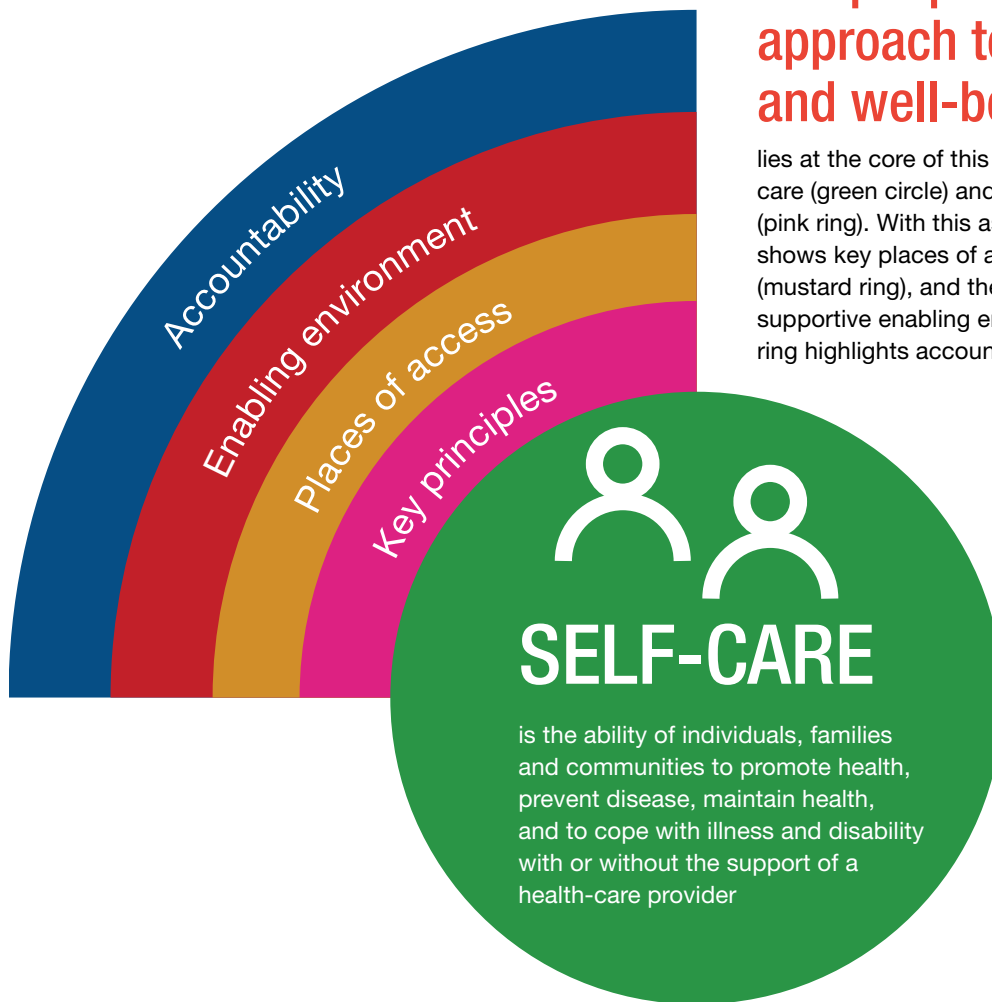 approach to
and well-be
lies at the core of this
care (green circle) and
(pink ring). With this a
shows key places of a
(mustard ring), and the
supportive enabling e
ring highlights accoun
Accountability
Enabling environment
Places of access
Key principles
SELF-CARE
is the ability of individuals, families
and communities to promote health,
prevent disease, maintain health,
and to cope with illness and disability
with or without the support of a
health-care provider